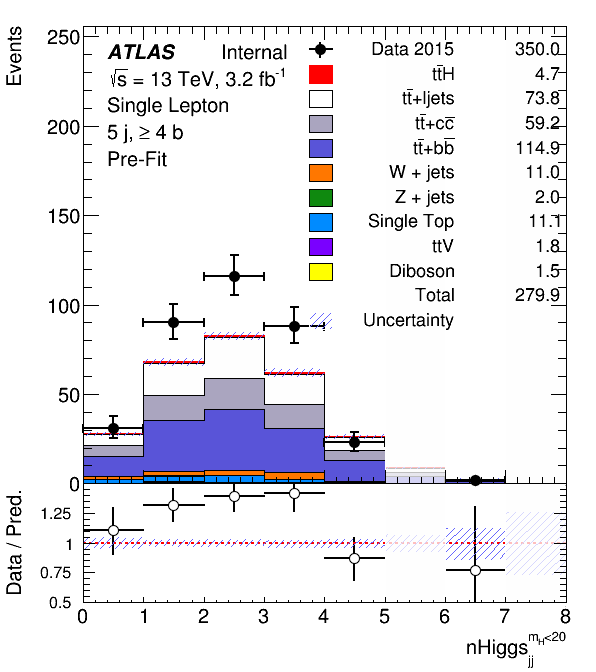 Events
250
200
150
100
50
0
ATLAS Internal
√s = 13 TeV, 3.2 fb⁻¹
Single Lepton
5 j, ≥ 4 b
Pre-Fit
Data 2015 350.0
tt̄H 4.7
tt̄+ljets 73.8
tt̄+cc̄ 59.2
tt̄+bb̄ 114.9
W + jets 11.0
Z + jets 2.0
Single Top 11.1
ttV 1.8
Diboson 1.5
Total 279.9
Uncertainty
Data / Pred.
1.25
1
0.75
0.5
0 1 2 3 4 5 6 7 8
nHiggs_jj^{m_H<20}